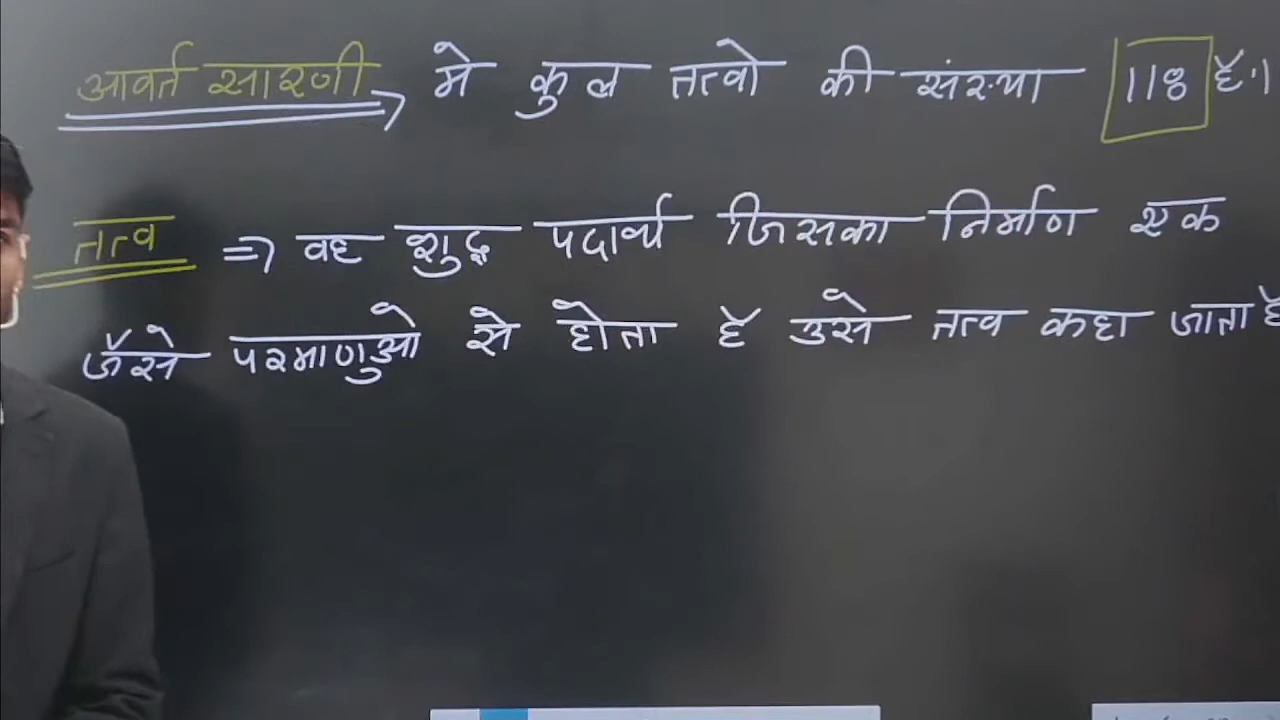 आवर्त सारणी → मे कुल तत्वो की संख्या 118 है।
तत्व ⇒ वह शुद्ध पदार्थ जिसका निर्माण एक
जैसे परमाणुओ से होता है उसे तत्व कहा जाता है